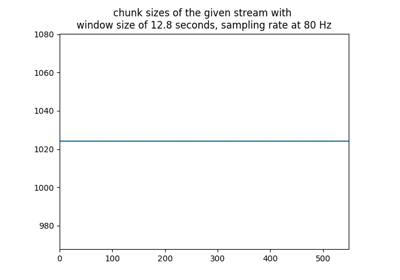 chunk sizes of the given stream with
window size of 12.8 seconds, sampling rate at 80 Hz
1080
1060
1040
1020
1000
980
0 100 200 300 400 500